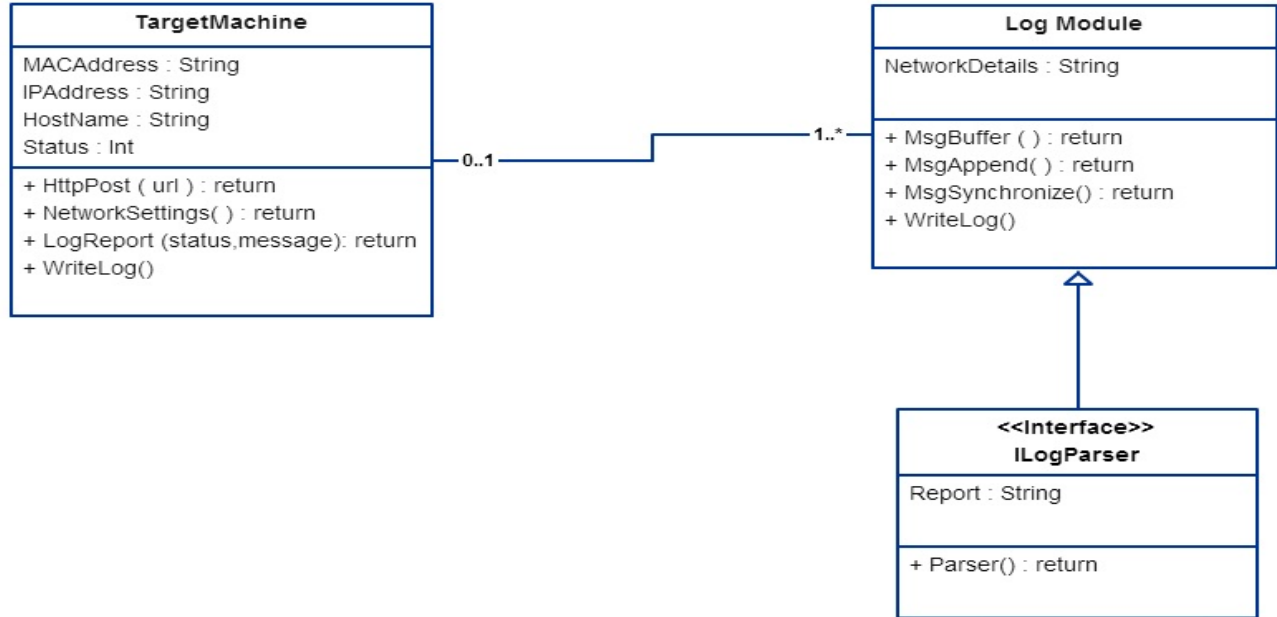 TargetMachine
MACAddress : String
IPAddress : String
HostName : String
Status : Int
+ HttpPost ( url ) : return
+ NetworkSettings( ) : return
+ LogReport (status,message): return
+ WriteLog()
0..1
1..*
Log Module
NetworkDetails : String
+ MsgBuffer ( ) : return
+ MsgAppend( ) : return
+ MsgSynchronize() : return
+ WriteLog()
<<Interface>>
ILogParser
Report : String
+ Parser() : return